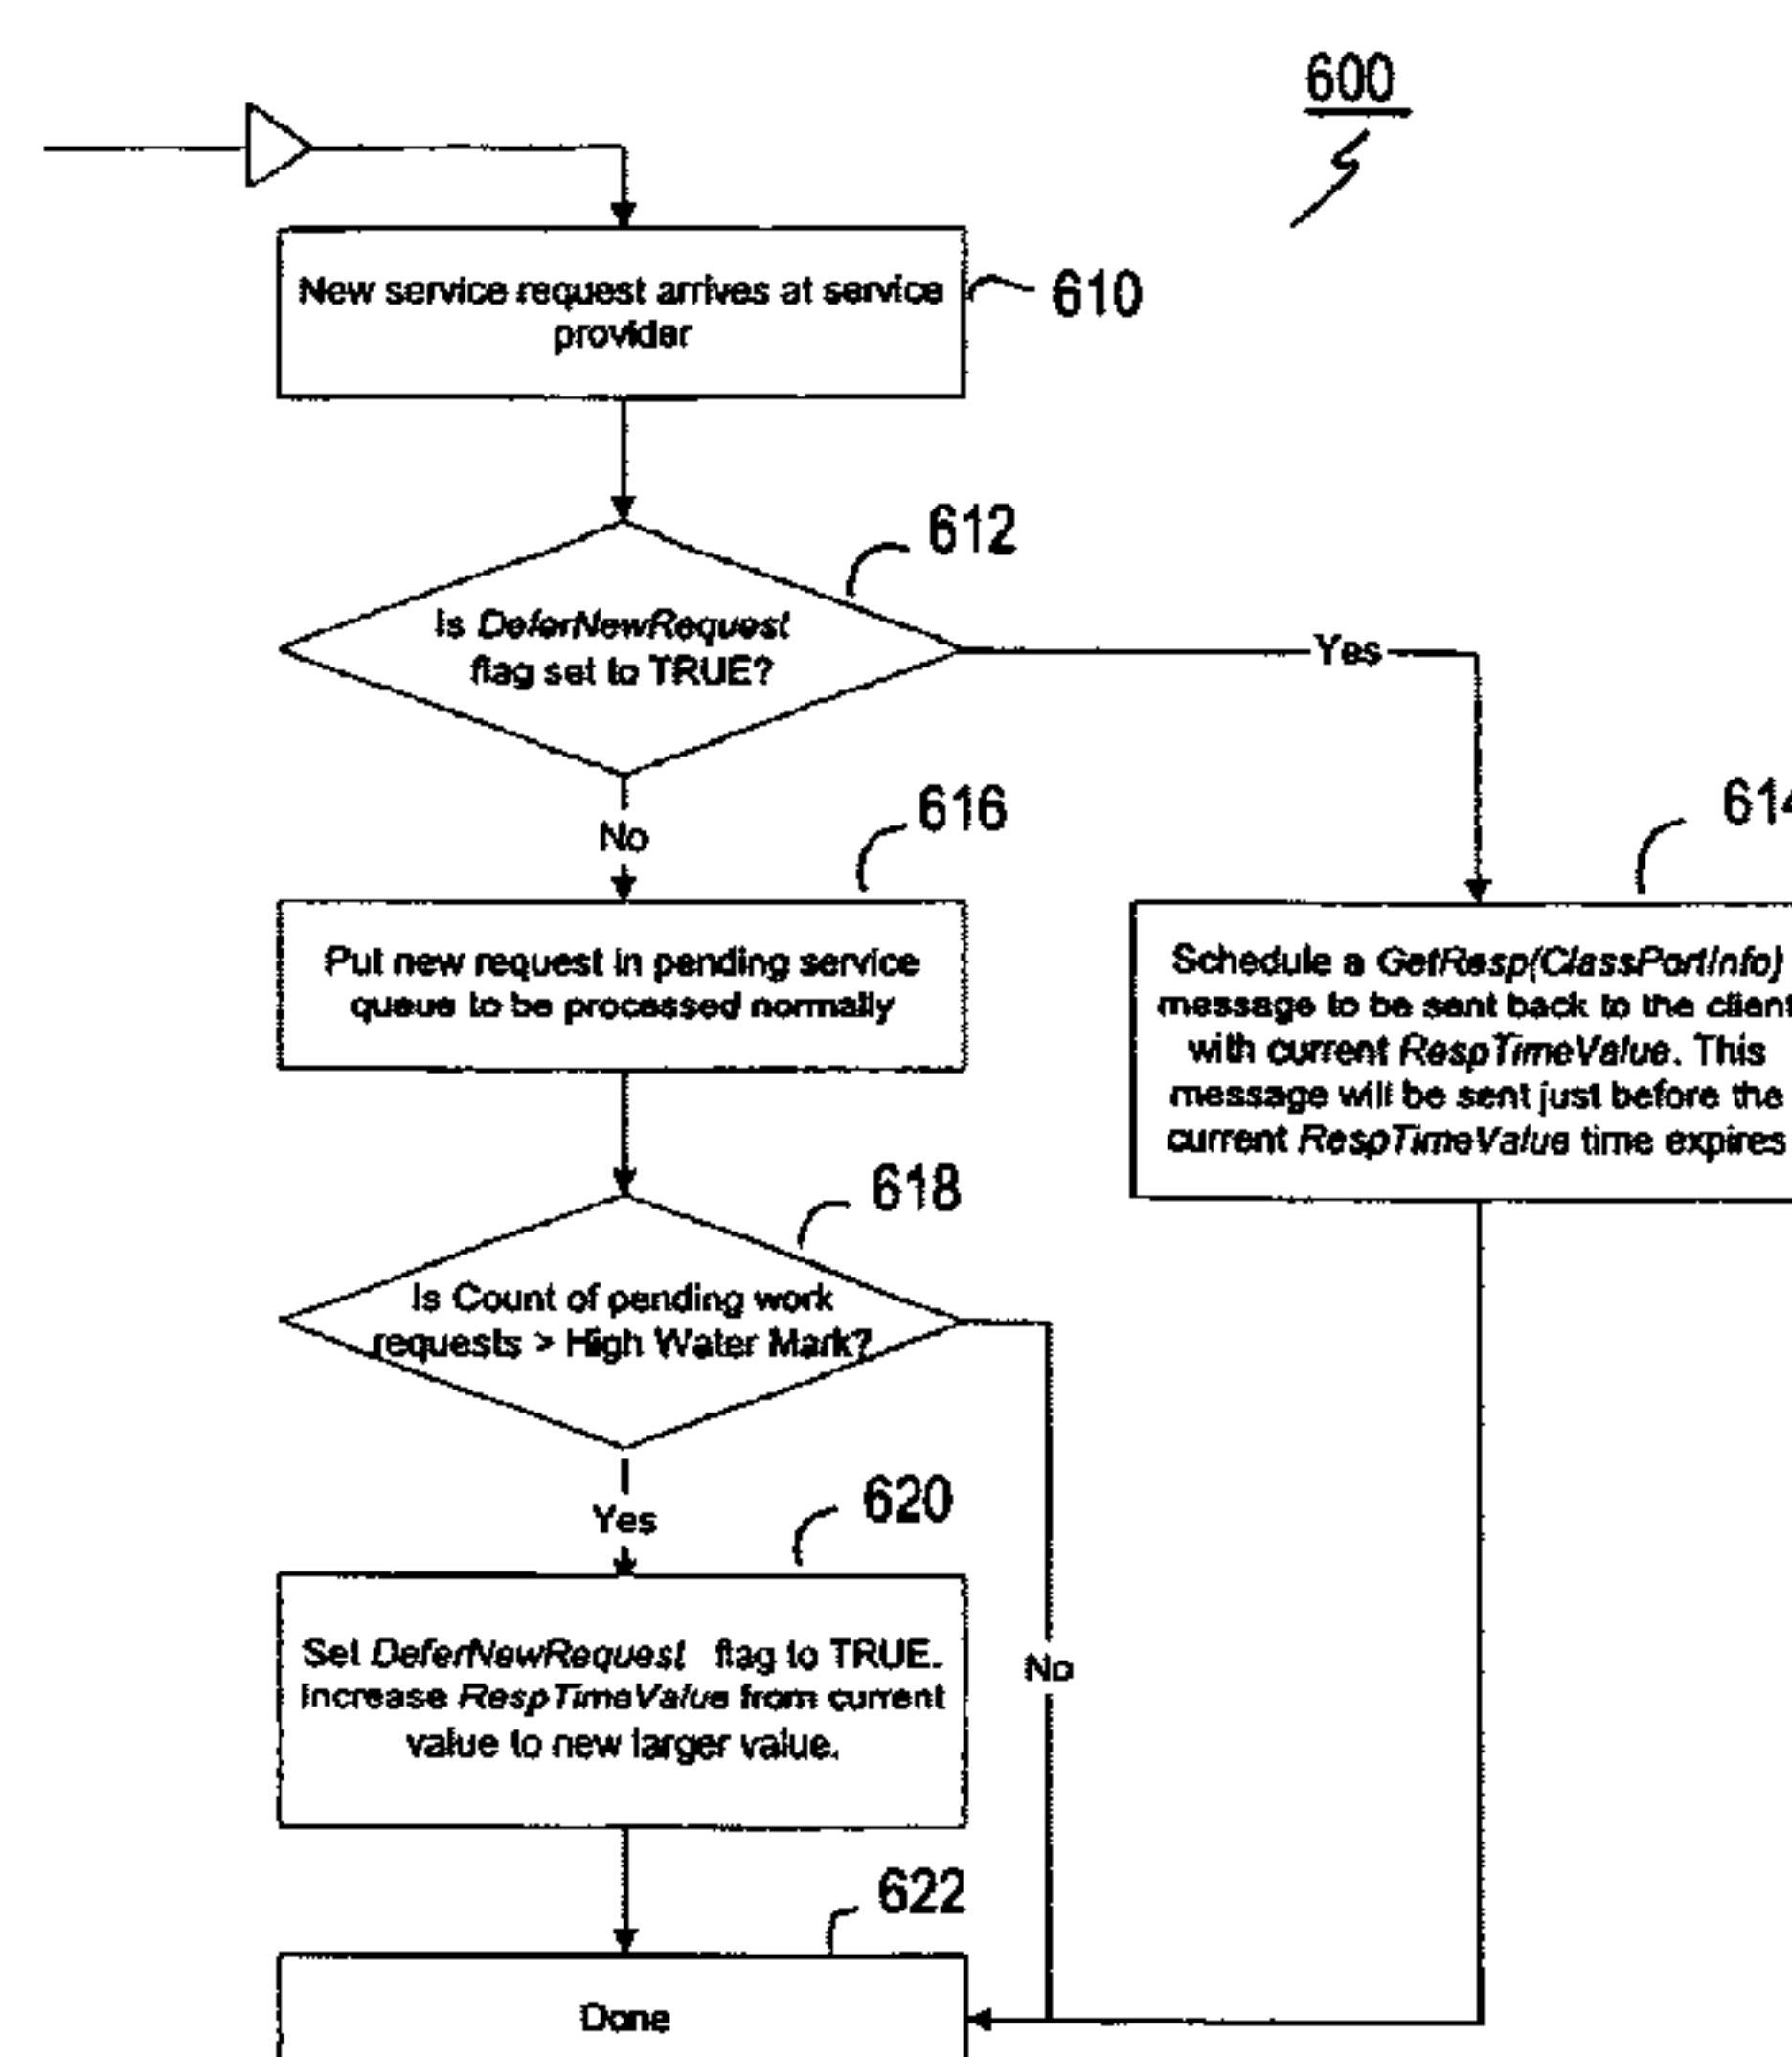 600
New service request arrives at service
provider
610
612
Is DeferNewRequest
flag set to TRUE?
Yes
No
616
614
Put new request in pending service
queue to be processed normally
Schedule a GetResp(ClassPortInfo)
message to be sent back to the client
with current RespTimeValue. This
message will be sent just before the
current RespTimeValue time expires
618
Is Count of pending work
requests > High Water Mark?
Yes
620
No
Set DeferNewRequest flag to TRUE.
Increase RespTimeValue from current
value to new larger value.
622
Done